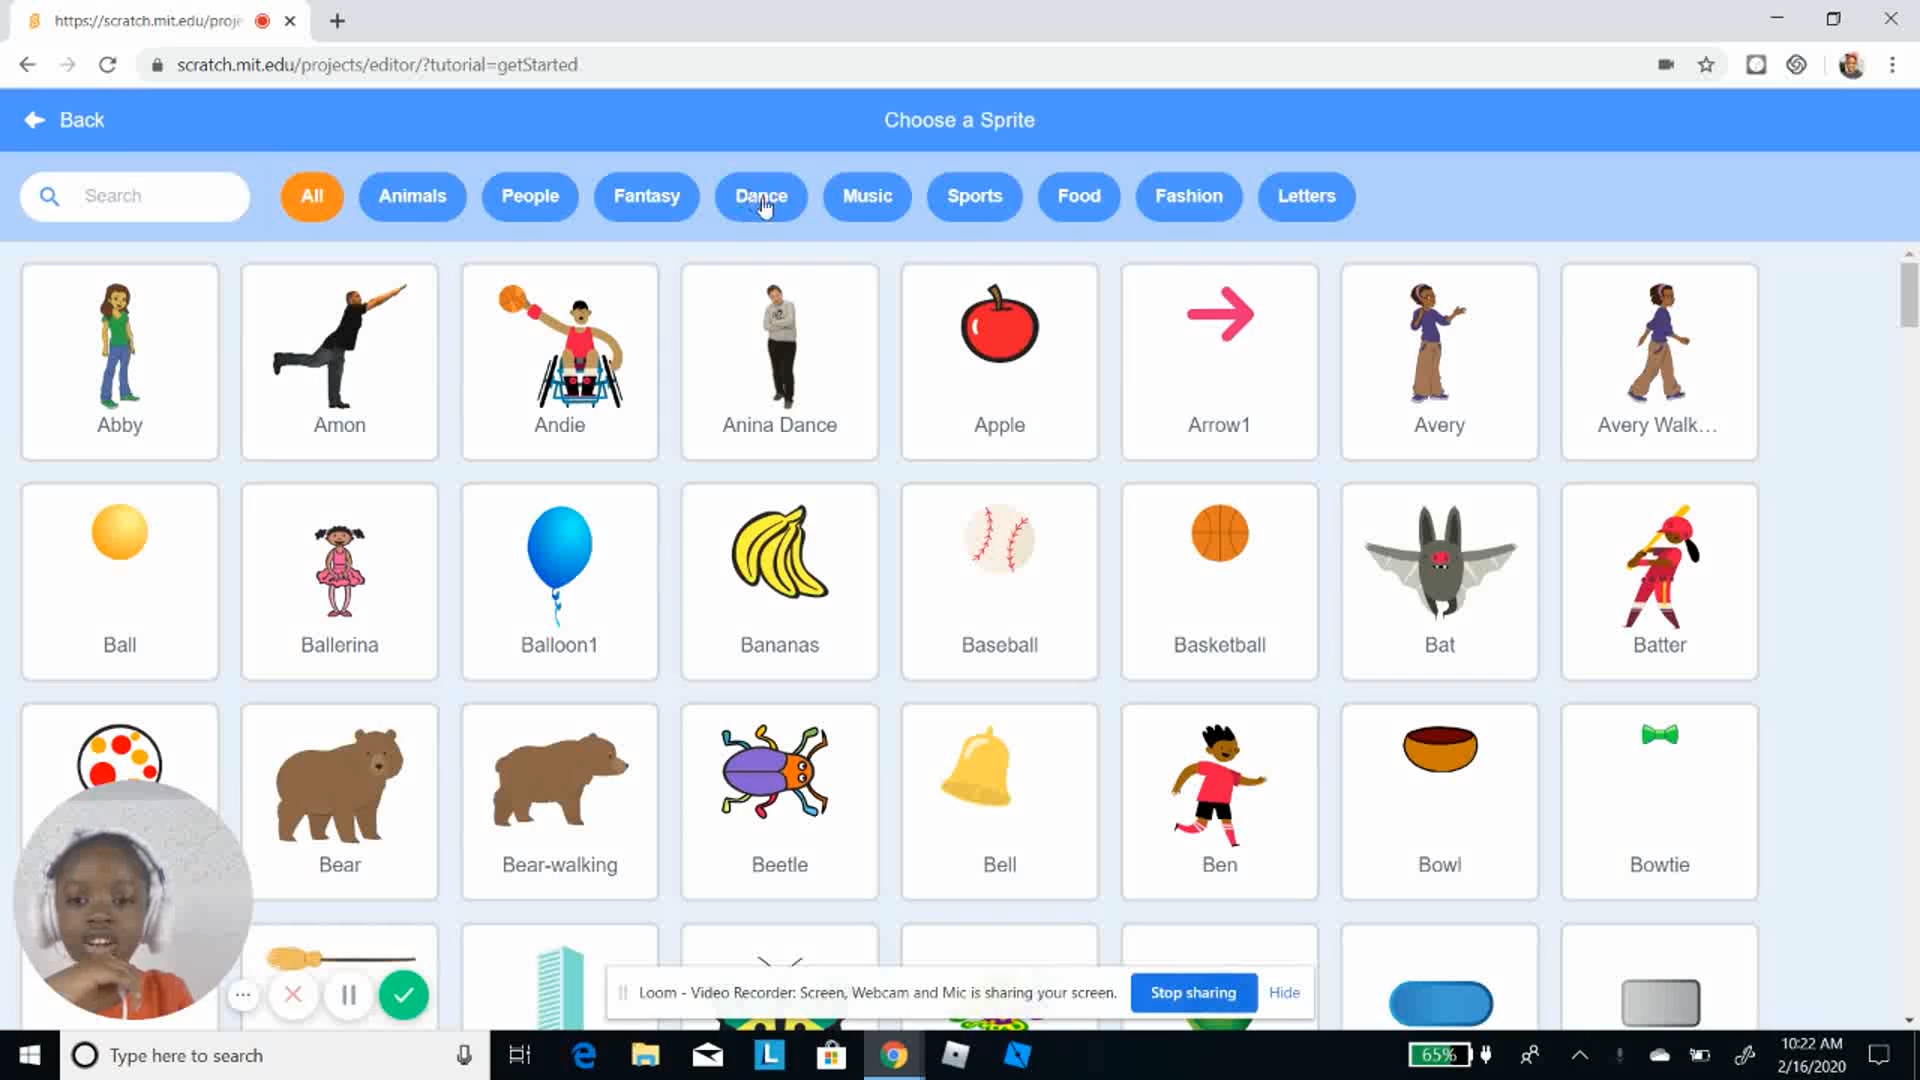 https://scratch.mit.edu/proje
scratch.mit.edu/projects/editor/?tutorial=getStarted
Back
Choose a Sprite
Search
All
Animals
People
Fantasy
Dance
Music
Sports
Food
Fashion
Letters
Abby
Amon
Andie
Anina Dance
Apple
Arrow1
Avery
Avery Walk...
Ball
Ballerina
Balloon1
Bananas
Baseball
Basketball
Bat
Batter
Bear
Bear-walking
Beetle
Bell
Ben
Bowl
Bowtie
Loom - Video Recorder: Screen, Webcam and Mic is sharing your screen.
Stop sharing
Hide
Type here to search
L
65%
10:22 AM
2/16/2020